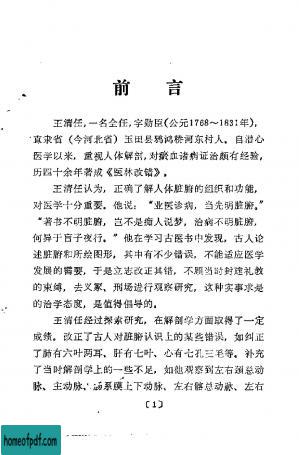 前言
王清任，一名全任，字勋臣（公元1768～1831年），
直隶省（今河北省）玉田县鸦鸿桥河东村人。自潜心
医学以来，重视人体解剖，对瘀血诸病证治颇有经验，
历四十余年著成《医林改错》。
王清任认为，正确了解人体脏腑的组织和功能，
对医学十分重要。他说：“业医诊病，当先明脏腑。”
“著书不明脏腑，岂不是痴人说梦，治病不明脏腑，
何异于盲子夜行。”他在学习古医书中发现，古人论
述脏腑和所绘图形，其中有不少错误，不能适应医学
发展的需要，于是立志改正其错，不顾当时封建礼教
的束缚，去义冢、刑场进行观察研究，这种实事求是
的治学态度，是值得倡导的。
王清任经过探索研究，在解剖学方面取得了一定
成绩。改正了古人对脏腑认识上的某些错误，如纠正
了肺有六叶两耳、肝有七叶、心有七孔三毛等。补充
了当时解剖学上的一些不足，如他观察到左右颈总动
脉、主动脉、肠系膜上下动脉、左右髂总动脉、左右
〔1〕
homeofpdf.com
homeofpdf.com